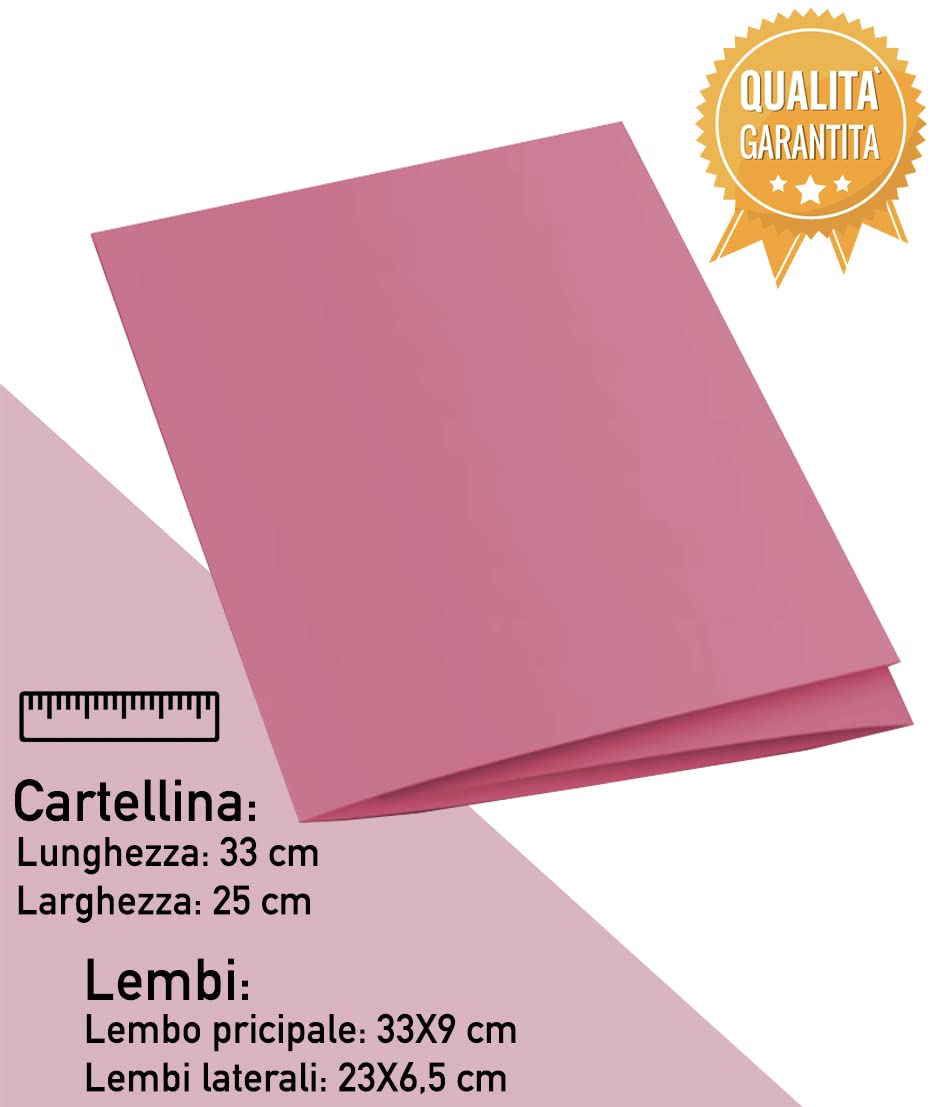 QUALITA`
GARANTITA
Cartellina:
Lunghezza: 33 cm
Larghezza: 25 cm
Lembi:
Lembo pricipale: 33X9 cm
Lembi laterali: 23X6,5 cm